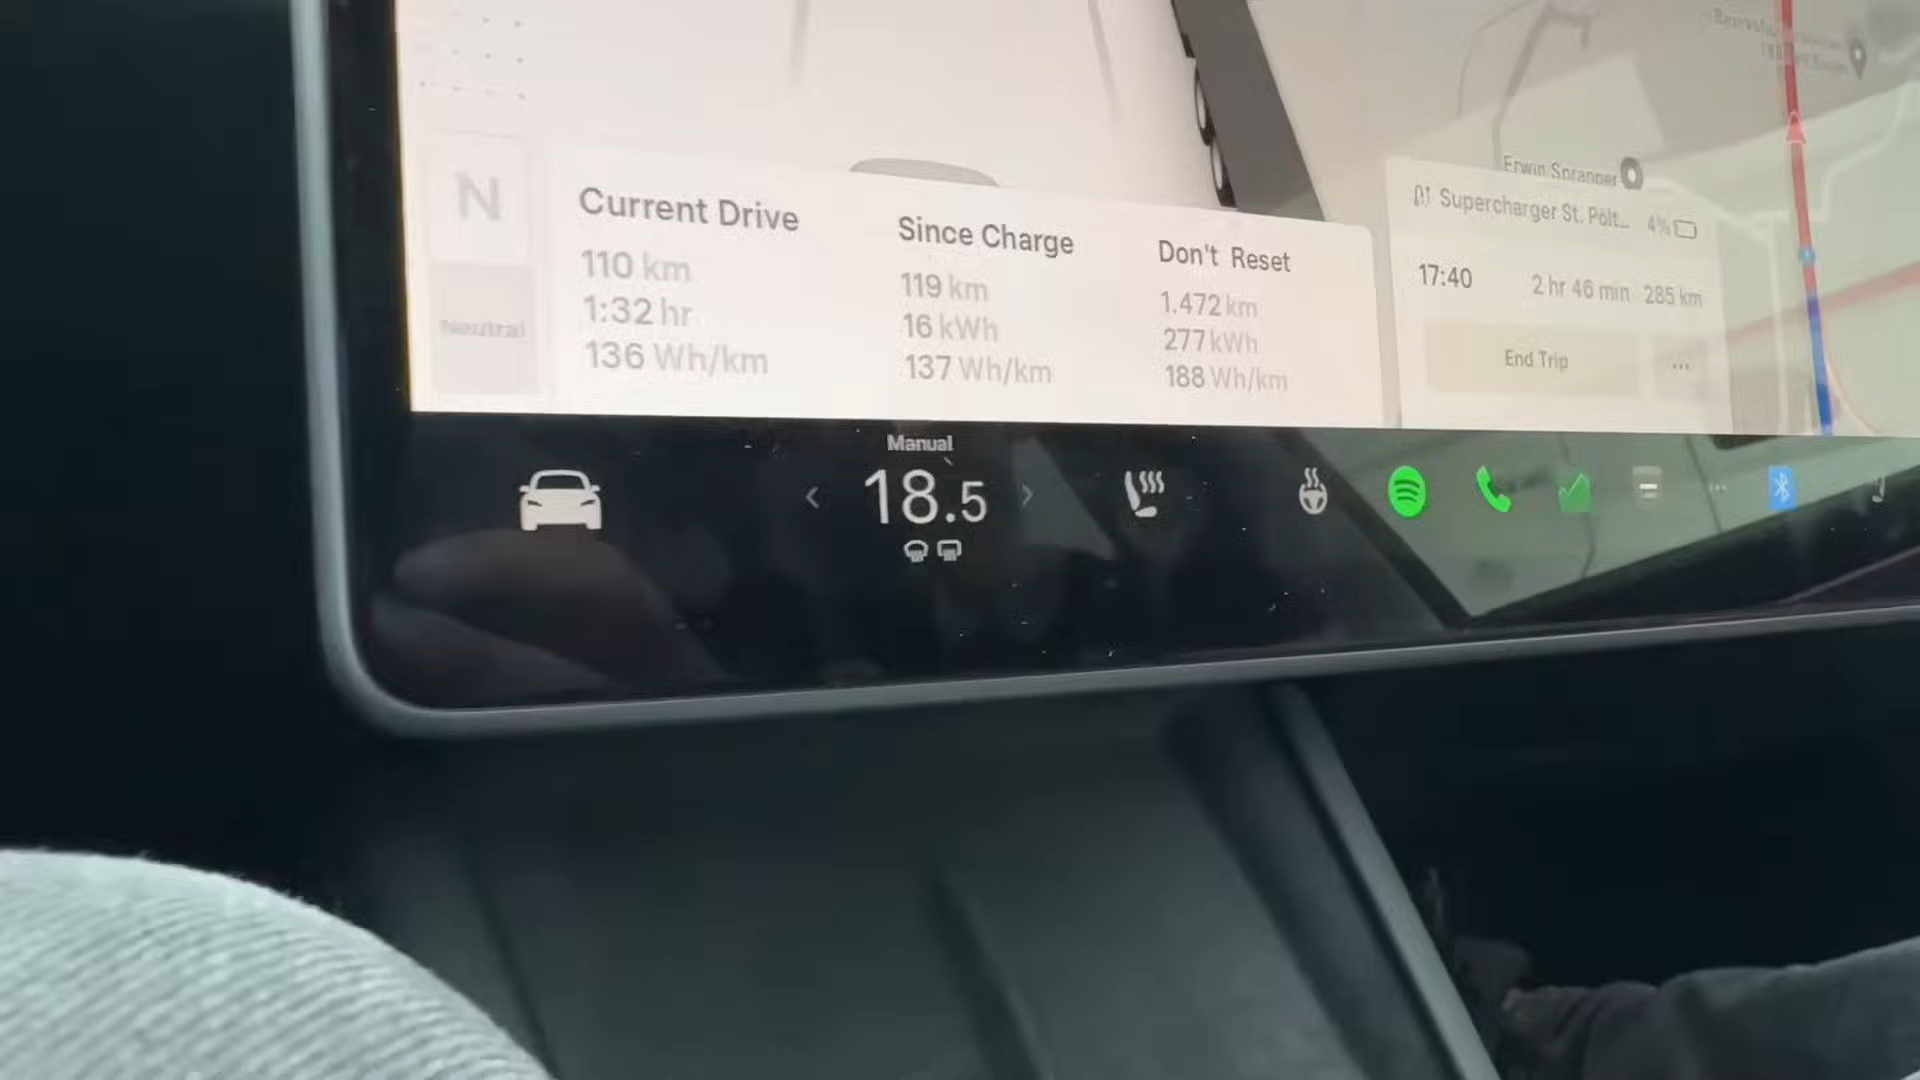 N
Neutral
Current Drive
110 km
1:32 hr
136 Wh/km
Since Charge
119 km
16 kWh
137 Wh/km
Don't Reset
1.472 km
277 kWh
188 Wh/km
Erwin Spranger
Supercharger St. Pölt... 4%
17:40 2 hr 46 min 285 km
End Trip ...
Manual
18.5